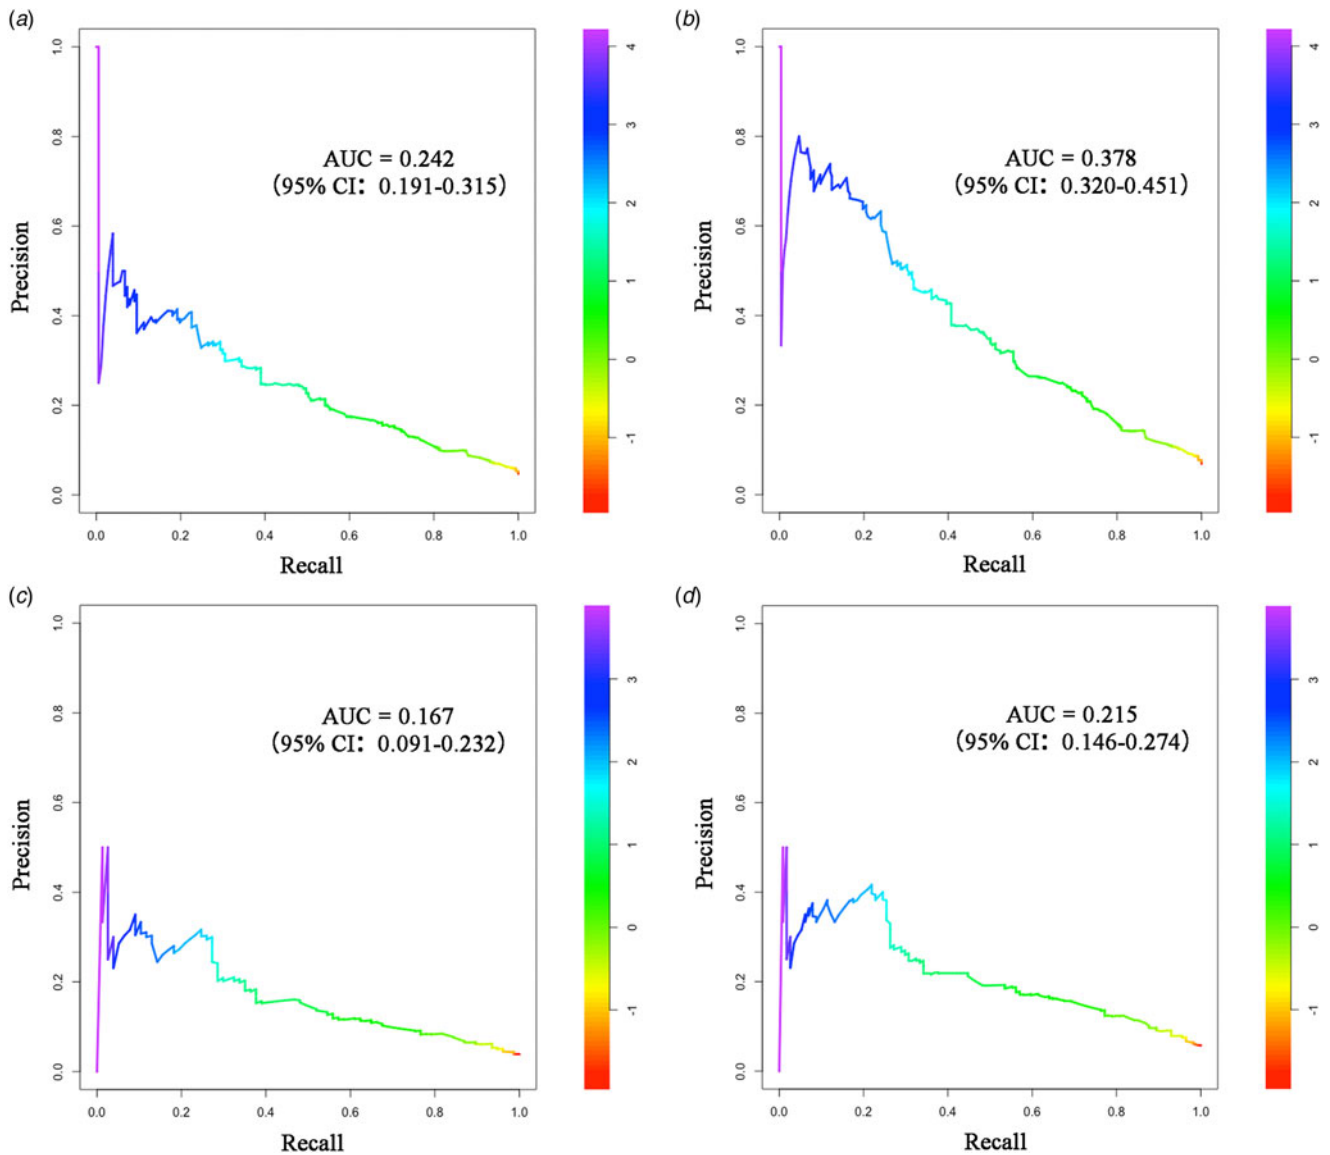 (a)
1.0
0.8
0.6
0.4
0.2
0.0
Precision
AUC = 0.242
(95% CI: 0.191-0.315)
0.0 0.2 0.4 0.6 0.8 1.0
Recall
4
3
2
1
0
-1
(b)
1.0
0.8
0.6
0.4
0.2
0.0
Precision
AUC = 0.378
(95% CI: 0.320-0.451)
0.0 0.2 0.4 0.6 0.8 1.0
Recall
4
3
2
1
0
-1
(c)
1.0
0.8
0.6
0.4
0.2
0.0
Precision
AUC = 0.167
(95% CI: 0.091-0.232)
0.0 0.2 0.4 0.6 0.8 1.0
Recall
3
2
1
0
-1
(d)
1.0
0.8
0.6
0.4
0.2
0.0
Precision
AUC = 0.215
(95% CI: 0.146-0.274)
0.0 0.2 0.4 0.6 0.8 1.0
Recall
3
2
1
0
-1